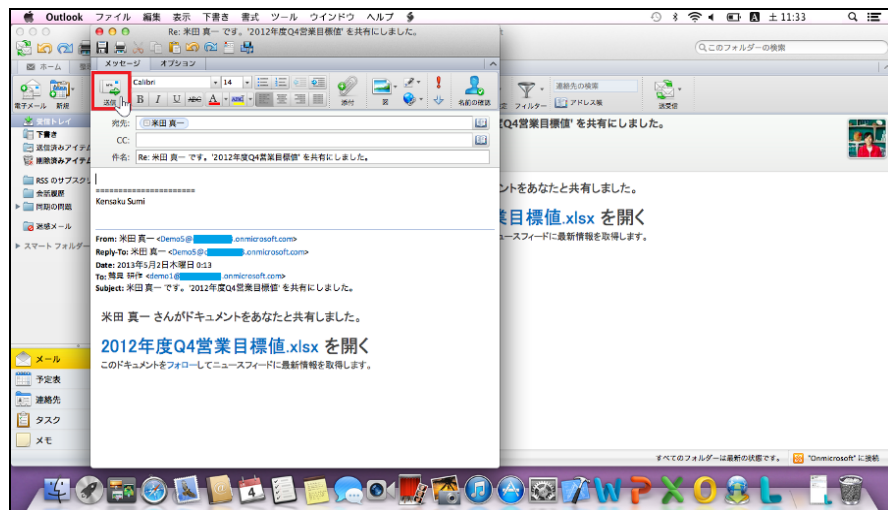 Outlook ファイル 編集 表示 下書き 書式 ツール ウインドウ ヘルプ
土11:33
Re: 米田 真一 です。'2012年度Q4営業目標値' を共有にしました。
このフォルダーの検索
ホーム
メッセージ オプション
電子メール 新規
送信
Calibri 14
B I U ABC A
添付
名前の確認
フィルター
連絡先の検索
アドレス帳
送受信
宛先: 米田 真一
CC:
件名: Re: 米田 真一 です。'2012年度Q4営業目標値' を共有にしました。
受信トレイ
下書き
送信済みアイテム
削除済みアイテム
RSS のサブスク
会話履歴
同期の問題
迷惑メール
スマート フォルダー
======================
Kensaku Sumi
From: 米田 真一 <Demo5@ .onmicrosoft.com>
Reply-To: 米田 真一 <Demo5@ .onmicrosoft.com>
Date: 2013年5月2日木曜日 0:13
To: 鷲見 研作 <demo1@ .onmicrosoft.com>
Subject: 米田 真一 です。'2012年度Q4営業目標値' を共有にしました。
米田 真一 さんがドキュメントをあなたと共有しました。
2012年度Q4営業目標値.xlsx を開く
このドキュメントをフォローしてニュースフィードに最新情報を取得します。
Q4営業目標値' を共有にしました。
ントをあなたと共有しました。
業目標値.xlsx を開く
ースフィードに最新情報を取得します。
メール
予定表
連絡先
タスク
メモ
すべてのフォルダーは最新の状態です。
"Onmicrosoft" に接続
4
W P X O L